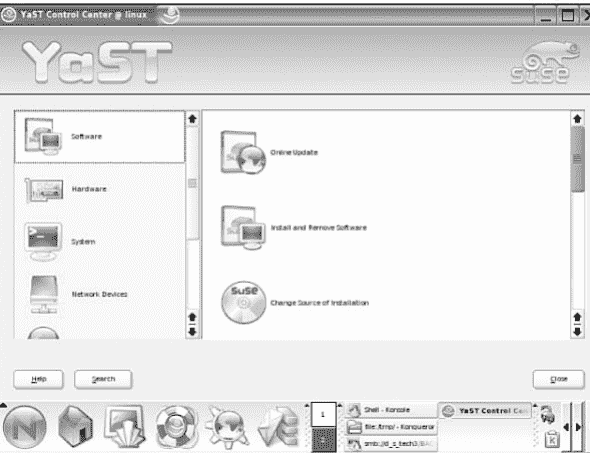 YaST Control Center @ linux
YaST
SUSE
Software
Online Update
Hardware
Install and Remove Software
System
Network Devices
SUSE
Change Source of Installation
Help
Search
Close
N
1
Shell - Konsole
file:/tmp/ - Konqueror
YaST Control Cen